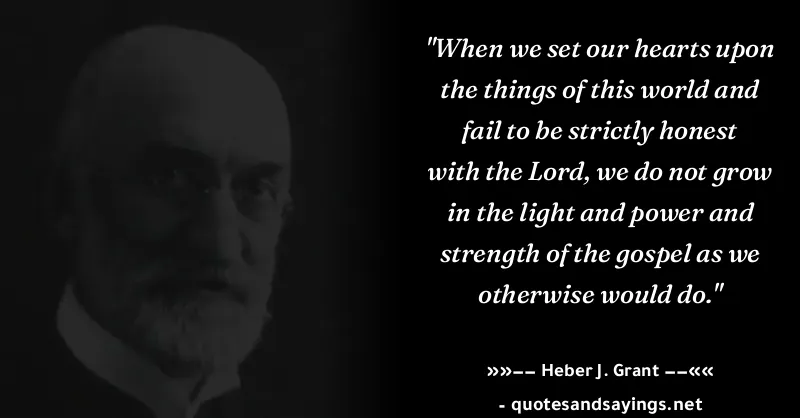 "When we set our hearts upon
the things of this world and
fail to be strictly honest
with the Lord, we do not grow
in the light and power and
strength of the gospel as we
otherwise would do."
»»−− Heber J. Grant −−««
- quotesandsayings.net